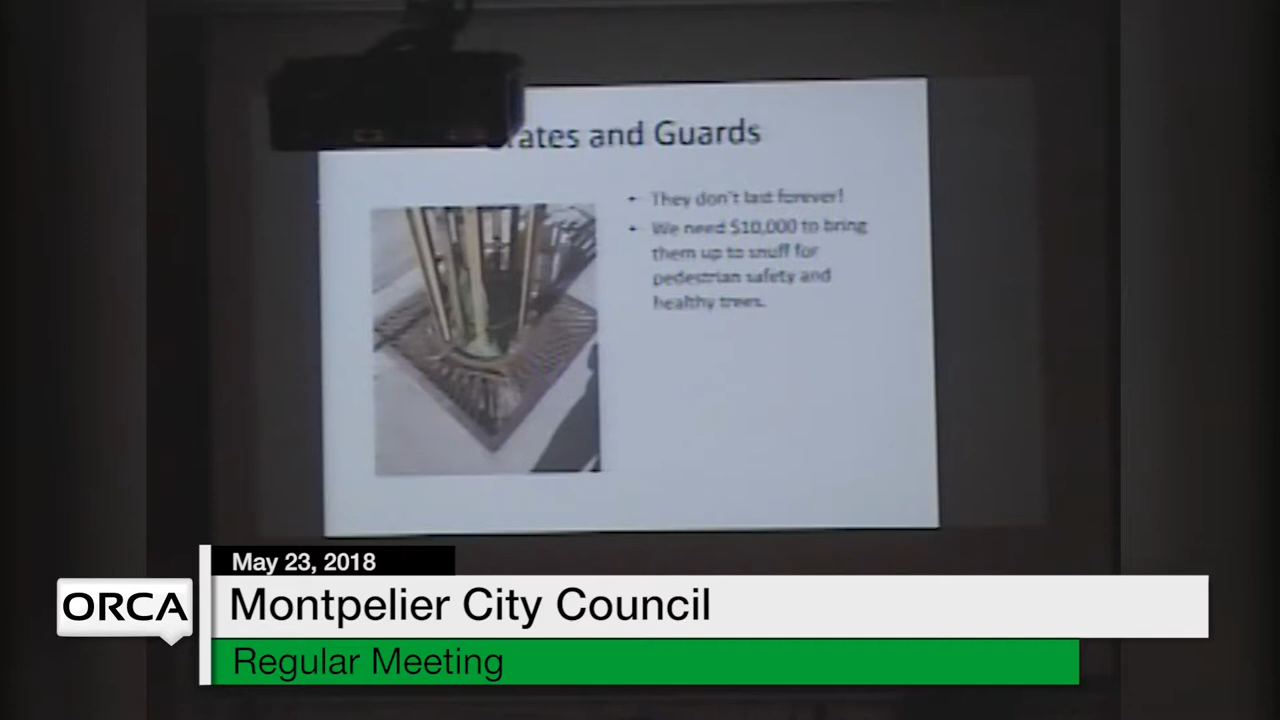 rates and Guards
• They don't last forever!
• We need $10,000 to bring
them up to snuff for
pedestrian safety and
healthy trees.
May 23, 2018
ORCA
Montpelier City Council
Regular Meeting